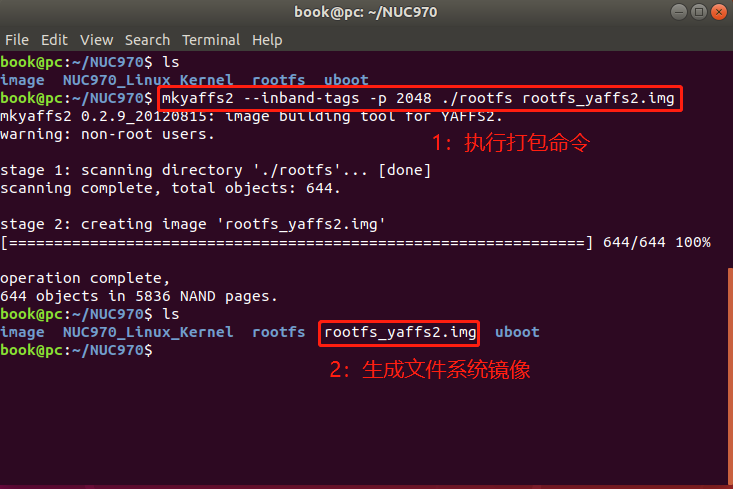 book@pc: ~/NUC970
File Edit View Search Terminal Help
book@pc:~/NUC970$ ls
image NUC970_Linux_Kernel rootfs uboot
book@pc:~/NUC970$ mkyaffs2 --inband-tags -p 2048 ./rootfs rootfs_yaffs2.img
mkyaffs2 0.2.9_20120815: image building tool for YAFFS2.
warning: non-root users.
1：执行打包命令
stage 1: scanning directory './rootfs'... [done]
scanning complete, total objects: 644.
stage 2: creating image 'rootfs_yaffs2.img'
[================================================================] 644/644 100%
operation complete,
644 objects in 5836 NAND pages.
book@pc:~/NUC970$ ls
image NUC970_Linux_Kernel rootfs rootfs_yaffs2.img uboot
book@pc:~/NUC970$
2：生成文件系统镜像